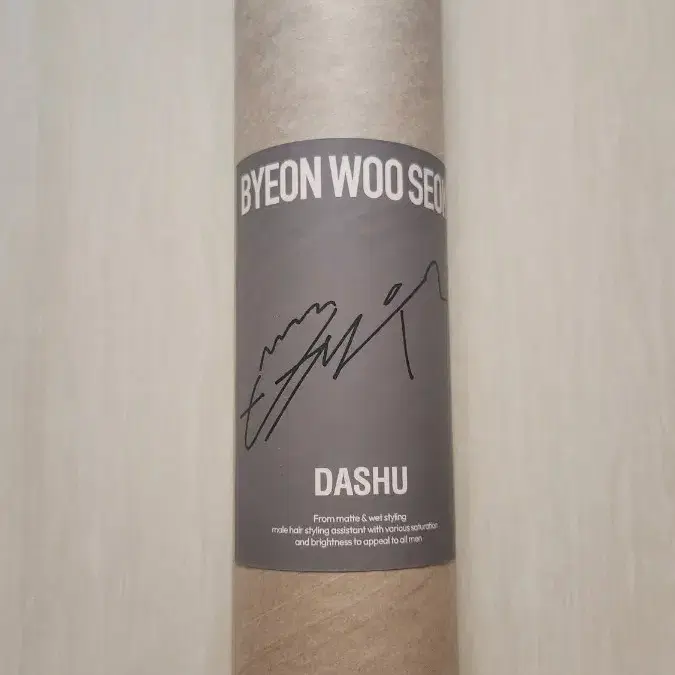 BYEON WOO SEO
DASHU
From matte & wet styling
male hair styling assistant with various saturation
and brightness to appeal to all men